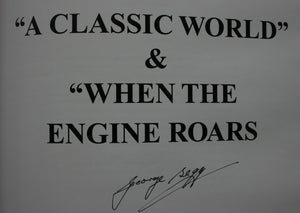 "A CLASSIC WORLD"
&
"WHEN THE
ENGINE ROARS
George Begg